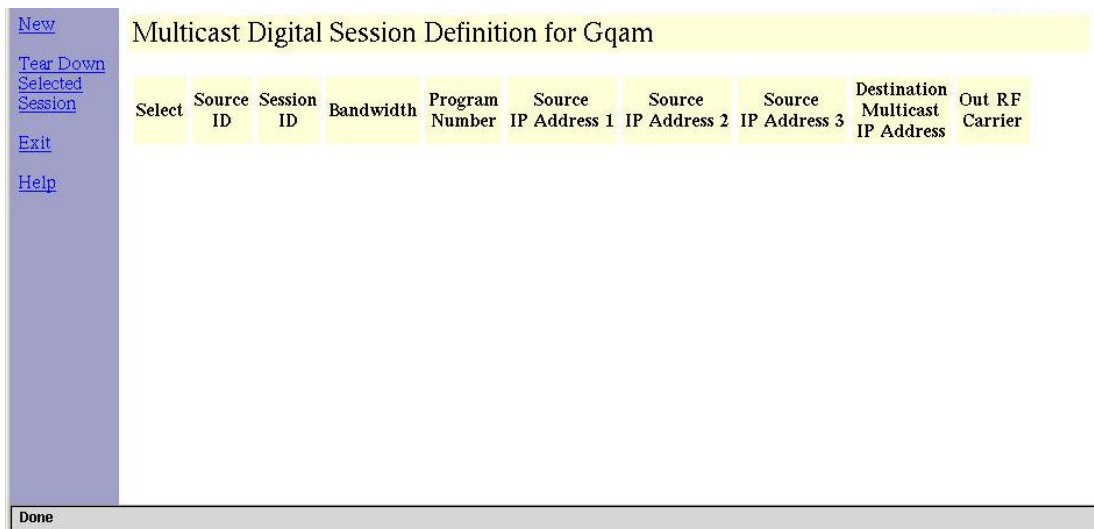 New
Tear Down
Selected
Session
Exit
Help
Multicast Digital Session Definition for Gqam
Select
Source
ID
Session
ID
Bandwidth
Program
Number
Source
IP Address 1
Source
IP Address 2
Source
IP Address 3
Destination
Multicast
IP Address
Out RF
Carrier
Done